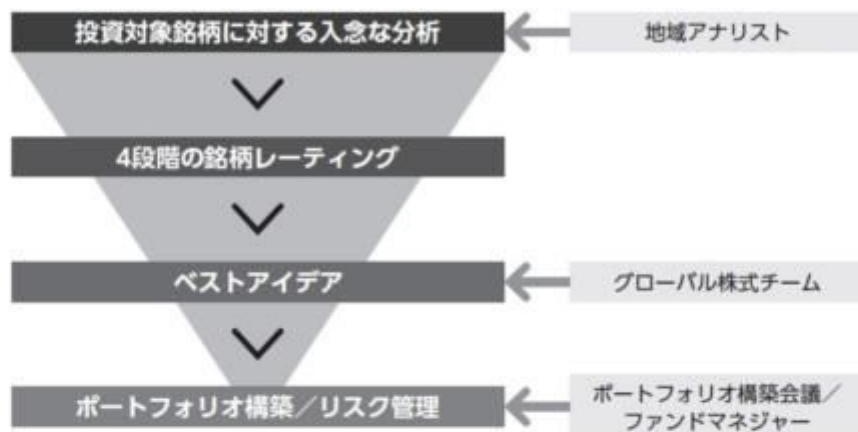 投資対象銘柄に対する入念な分析
地域アナリスト
4段階の銘柄レーティング
ベストアイデア
グローバル株式チーム
ポートフォリオ構築／リスク管理
ポートフォリオ構築会議／
ファンドマネジャー